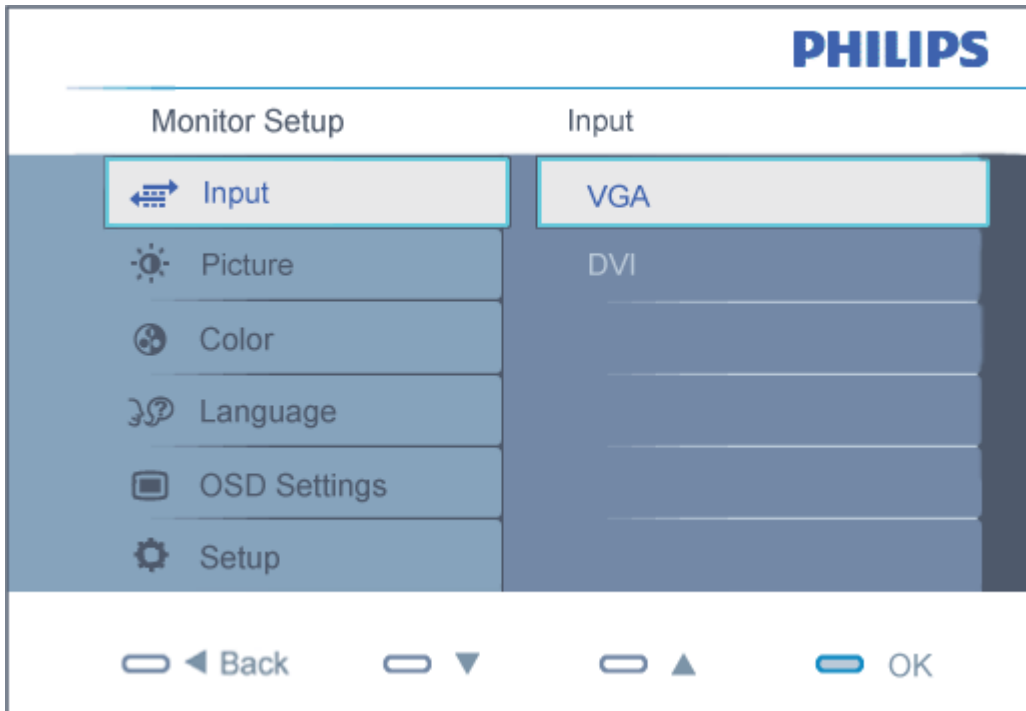 PHILIPS
Monitor Setup Input
Input VGA
Picture DVI
Color
Language
OSD Settings
Setup
Back OK